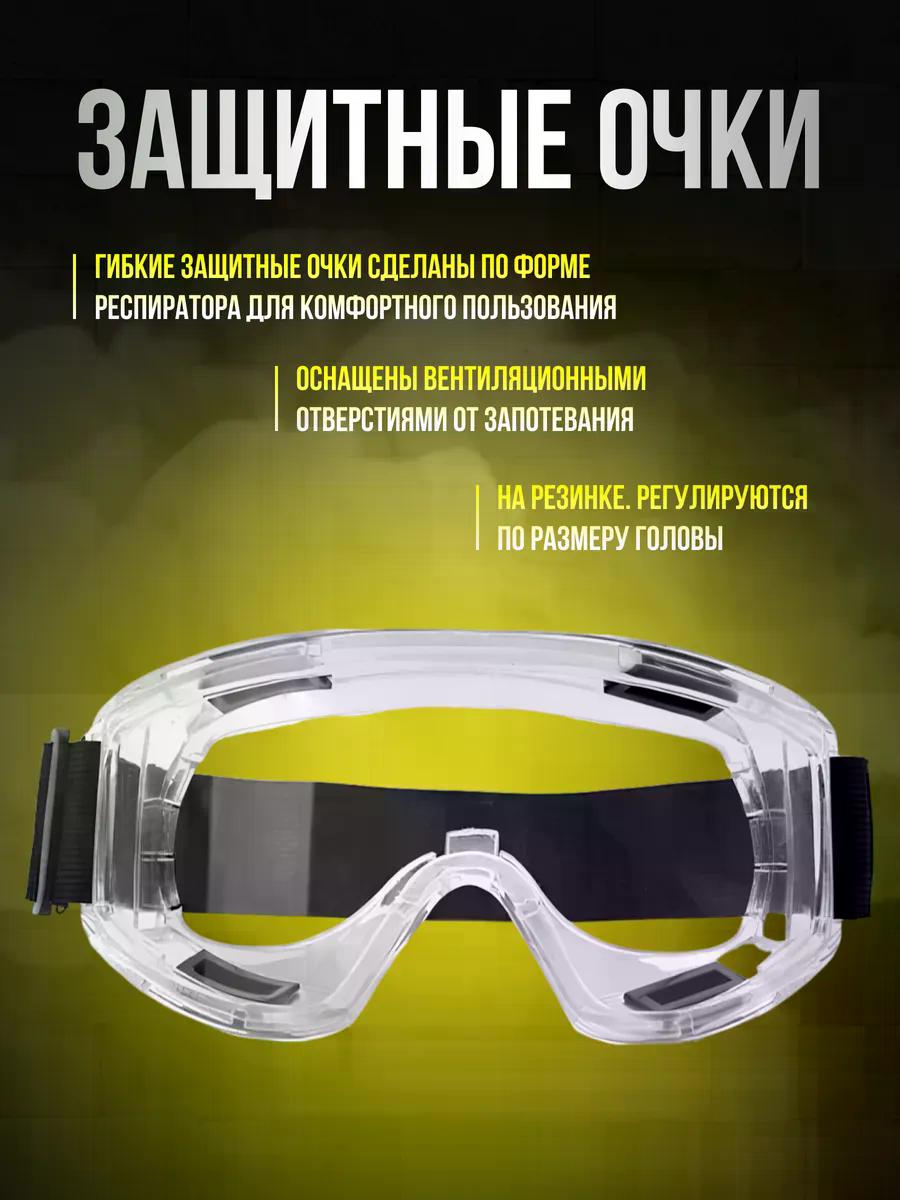 ЗАЩИТНЫЕ ОЧКИ
ГИБКИЕ ЗАЩИТНЫЕ ОЧКИ СДЕЛАНЫ ПО ФОРМЕ
РЕСПИРАТОРА ДЛЯ КОМФОРТНОГО ПОЛЬЗОВАНИЯ
ОСНАЩЕНЫ ВЕНТИЛЯЦИОННЫМИ
ОТВЕРСТИЯМИ ОТ ЗАПОТЕВАНИЯ
НА РЕЗИНКЕ. РЕГУЛИРУЮТСЯ
ПО РАЗМЕРУ ГОЛОВЫ